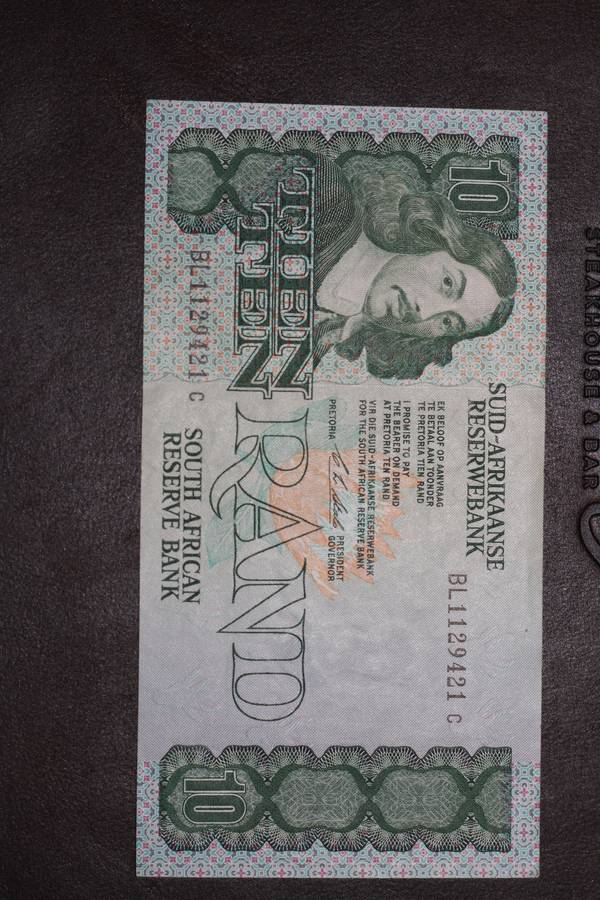 10
SUID-AFRIKAANSE
RESERWEBANK
BL1129421 C
EK BELOOF OP AANVRAAG
TE BETAAL AAN TOONDER
TE PRETORIA TIEN RAND
I PROMISE TO PAY
THE BEARER ON DEMAND
AT PRETORIA TEN RAND
VIR DIE SUID-AFRIKAANSE RESERWEBANK
FOR THE SOUTH AFRICAN RESERVE BANK
PRETORIA
PRESIDENT
GOVERNOR
TIEN
TEN
RAND
BL1129421 C
SOUTH AFRICAN
RESERVE BANK
10
STEAKHOUSE & BAR